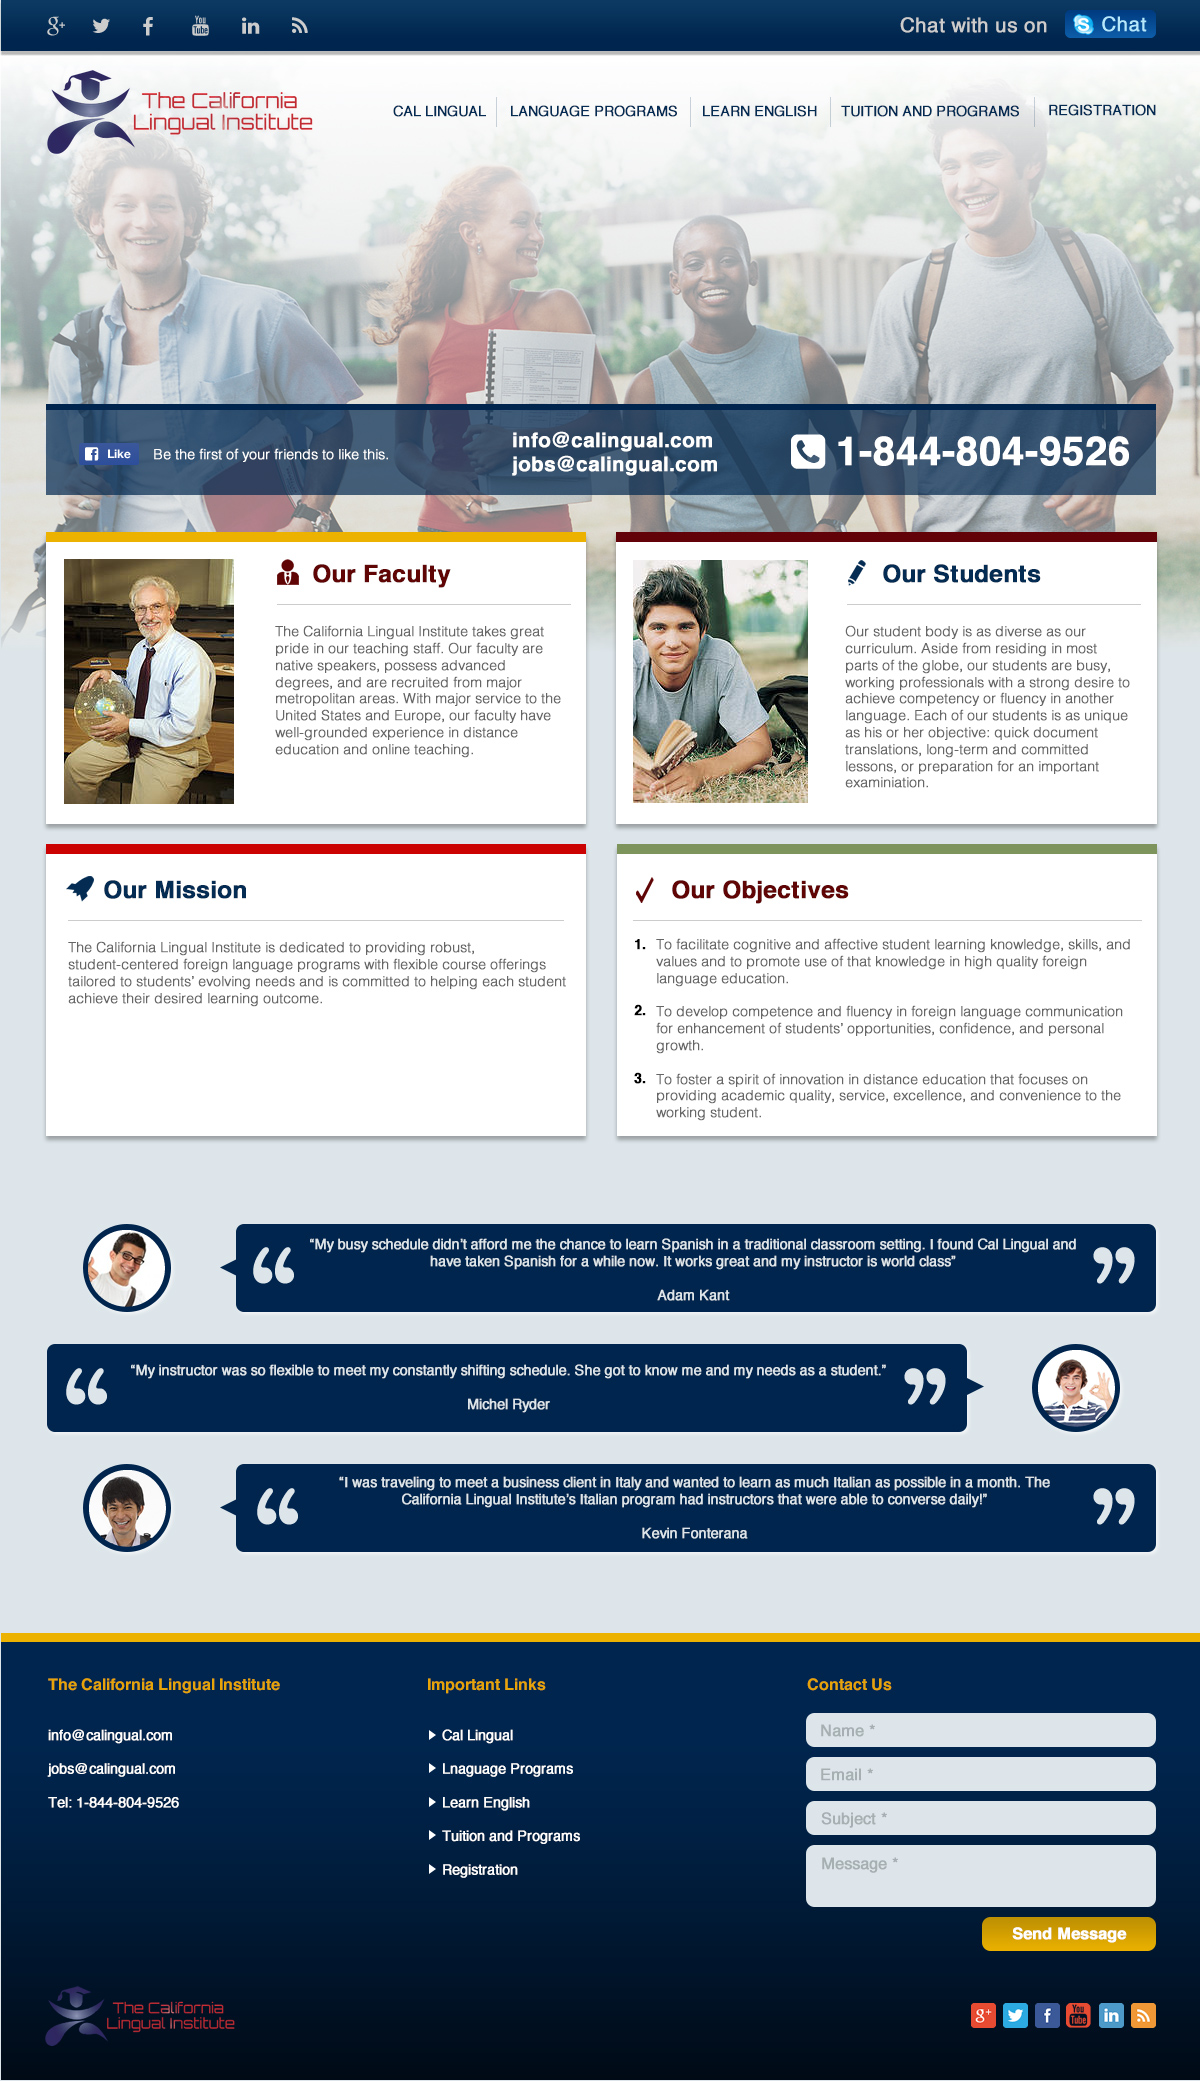 Chat with us on
Chat
The California
Lingual Institute
CAL LINGUAL
LANGUAGE PROGRAMS
LEARN ENGLISH
TUITION AND PROGRAMS
REGISTRATION
Like
Be the first of your friends to like this.
info@calingual.com
jobs@calingual.com
1-844-804-9526
Our Faculty
The California Lingual Institute takes great
pride in our teaching staff. Our faculty are
native speakers, possess advanced
degrees, and are recruited from major
metropolitan areas. With major service to the
United States and Europe, our faculty have
well-grounded experience in distance
education and online teaching.
Our Students
Our student body is as diverse as our
curriculum. Aside from residing in most
parts of the globe, our students are busy,
working professionals with a strong desire to
achieve competency or fluency in another
language. Each of our students is as unique
as his or her objective: quick document
translations, long-term and committed
lessons, or preparation for an important
examiniation.
Our Mission
The California Lingual Institute is dedicated to providing robust,
student-centered foreign language programs with flexible course offerings
tailored to students' evolving needs and is committed to helping each student
achieve their desired learning outcome.
Our Objectives
1. To facilitate cognitive and affective student learning knowledge, skills, and
values and to promote use of that knowledge in high quality foreign
language education.
2. To develop competence and fluency in foreign language communication
for enhancement of students' opportunities, confidence, and personal
growth.
3. To foster a spirit of innovation in distance education that focuses on
providing academic quality, service, excellence, and convenience to the
working student.
“My busy schedule didn’t afford me the chance to learn Spanish in a traditional classroom setting. I found Cal Lingual and
have taken Spanish for a while now. It works great and my instructor is world class”
Adam Kant
“My instructor was so flexible to meet my constantly shifting schedule. She got to know me and my needs as a student.”
Michel Ryder
“I was traveling to meet a business client in Italy and wanted to learn as much Italian as possible in a month. The
California Lingual Institute’s Italian program had instructors that were able to converse daily!”
Kevin Fonterana
The California Lingual Institute
info@calingual.com
jobs@calingual.com
Tel: 1-844-804-9526
Important Links
Cal Lingual
Lnaguage Programs
Learn English
Tuition and Programs
Registration
Contact Us
Name *
Email *
Subject *
Message *
Send Message
The California
Lingual Institute